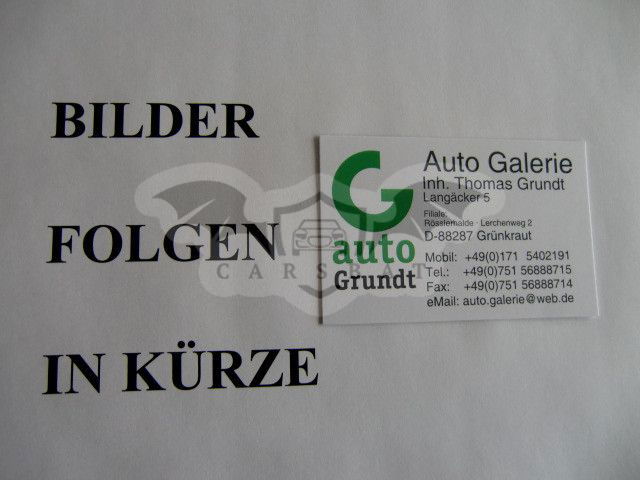 BILDER
FOLGEN
IN KÜRZE
G
auto
Grundt
Auto Galerie
Inh. Thomas Grundt
Langäcker 5
Filiale:
Rösslerhalde · Lerchenweg 2
D-88287 Grünkraut
Mobil: +49(0)171 5402191
Tel.: +49(0)751 56888715
Fax: +49(0)751 56888714
eMail: auto.galerie@web.de
CARSBAT